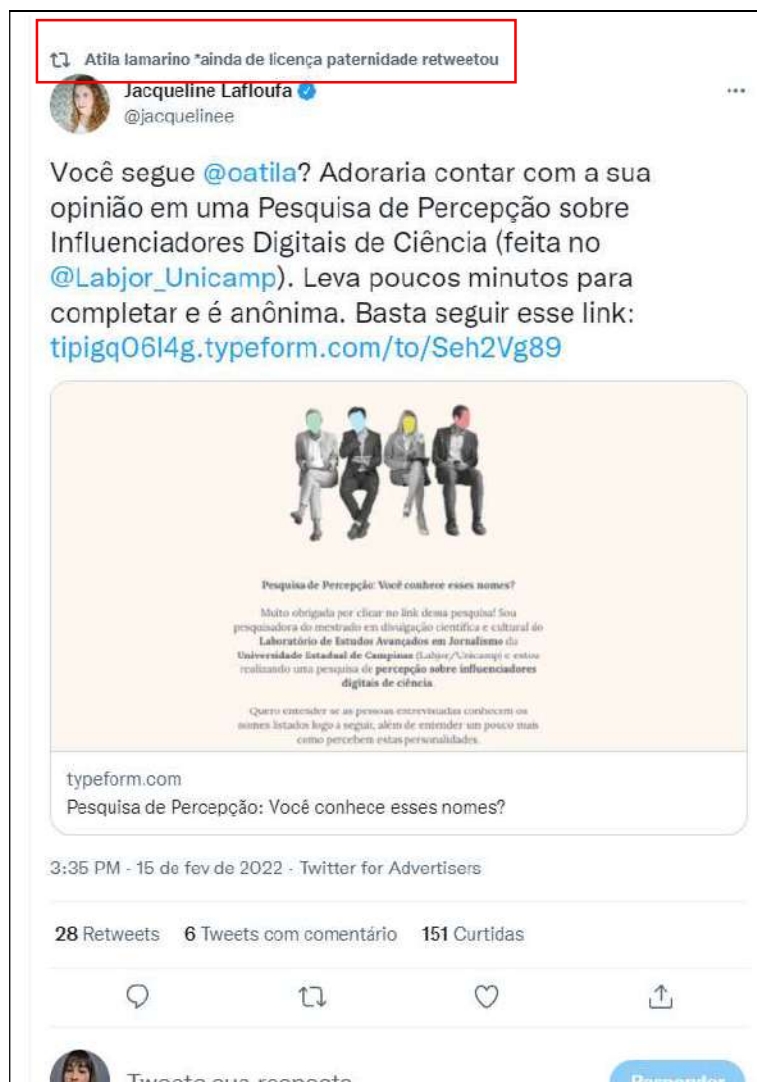 Atila Iamarino *ainda de licença paternidade retweetou
Jacqueline Lafloufa
@jacquelinee
Você segue @oatila? Adoraria contar com a sua
opinião em uma Pesquisa de Percepção sobre
Influenciadores Digitais de Ciência (feita no
@Labjor_Unicamp). Leva poucos minutos para
completar e é anônima. Basta seguir esse link:
tipigqO6l4g.typeform.com/to/Seh2Vg89
Pesquisa de Percepção: Você conhece esses nomes?
Muito obrigada por clicar no link dessa pesquisa! Sou
pesquisadora do mestrado em divulgação científica e cultural do
Laboratório de Estudos Avançados em Jornalismo da
Universidade Estadual de Campinas (Labjor/Unicamp) e estou
realizando uma pesquisa de percepção sobre influenciadores
digitais de ciência.
Quero entender se as pessoas entrevistadas conhecem os
nomes listados logo a seguir, além de entender um pouco mais
como percebem estas personalidades.
typeform.com
Pesquisa de Percepção: Você conhece esses nomes?
3:35 PM · 15 de fev de 2022 · Twitter for Advertisers
28 Retweets 6 Tweets com comentário 151 Curtidas
Tweete sua resposta
Responder